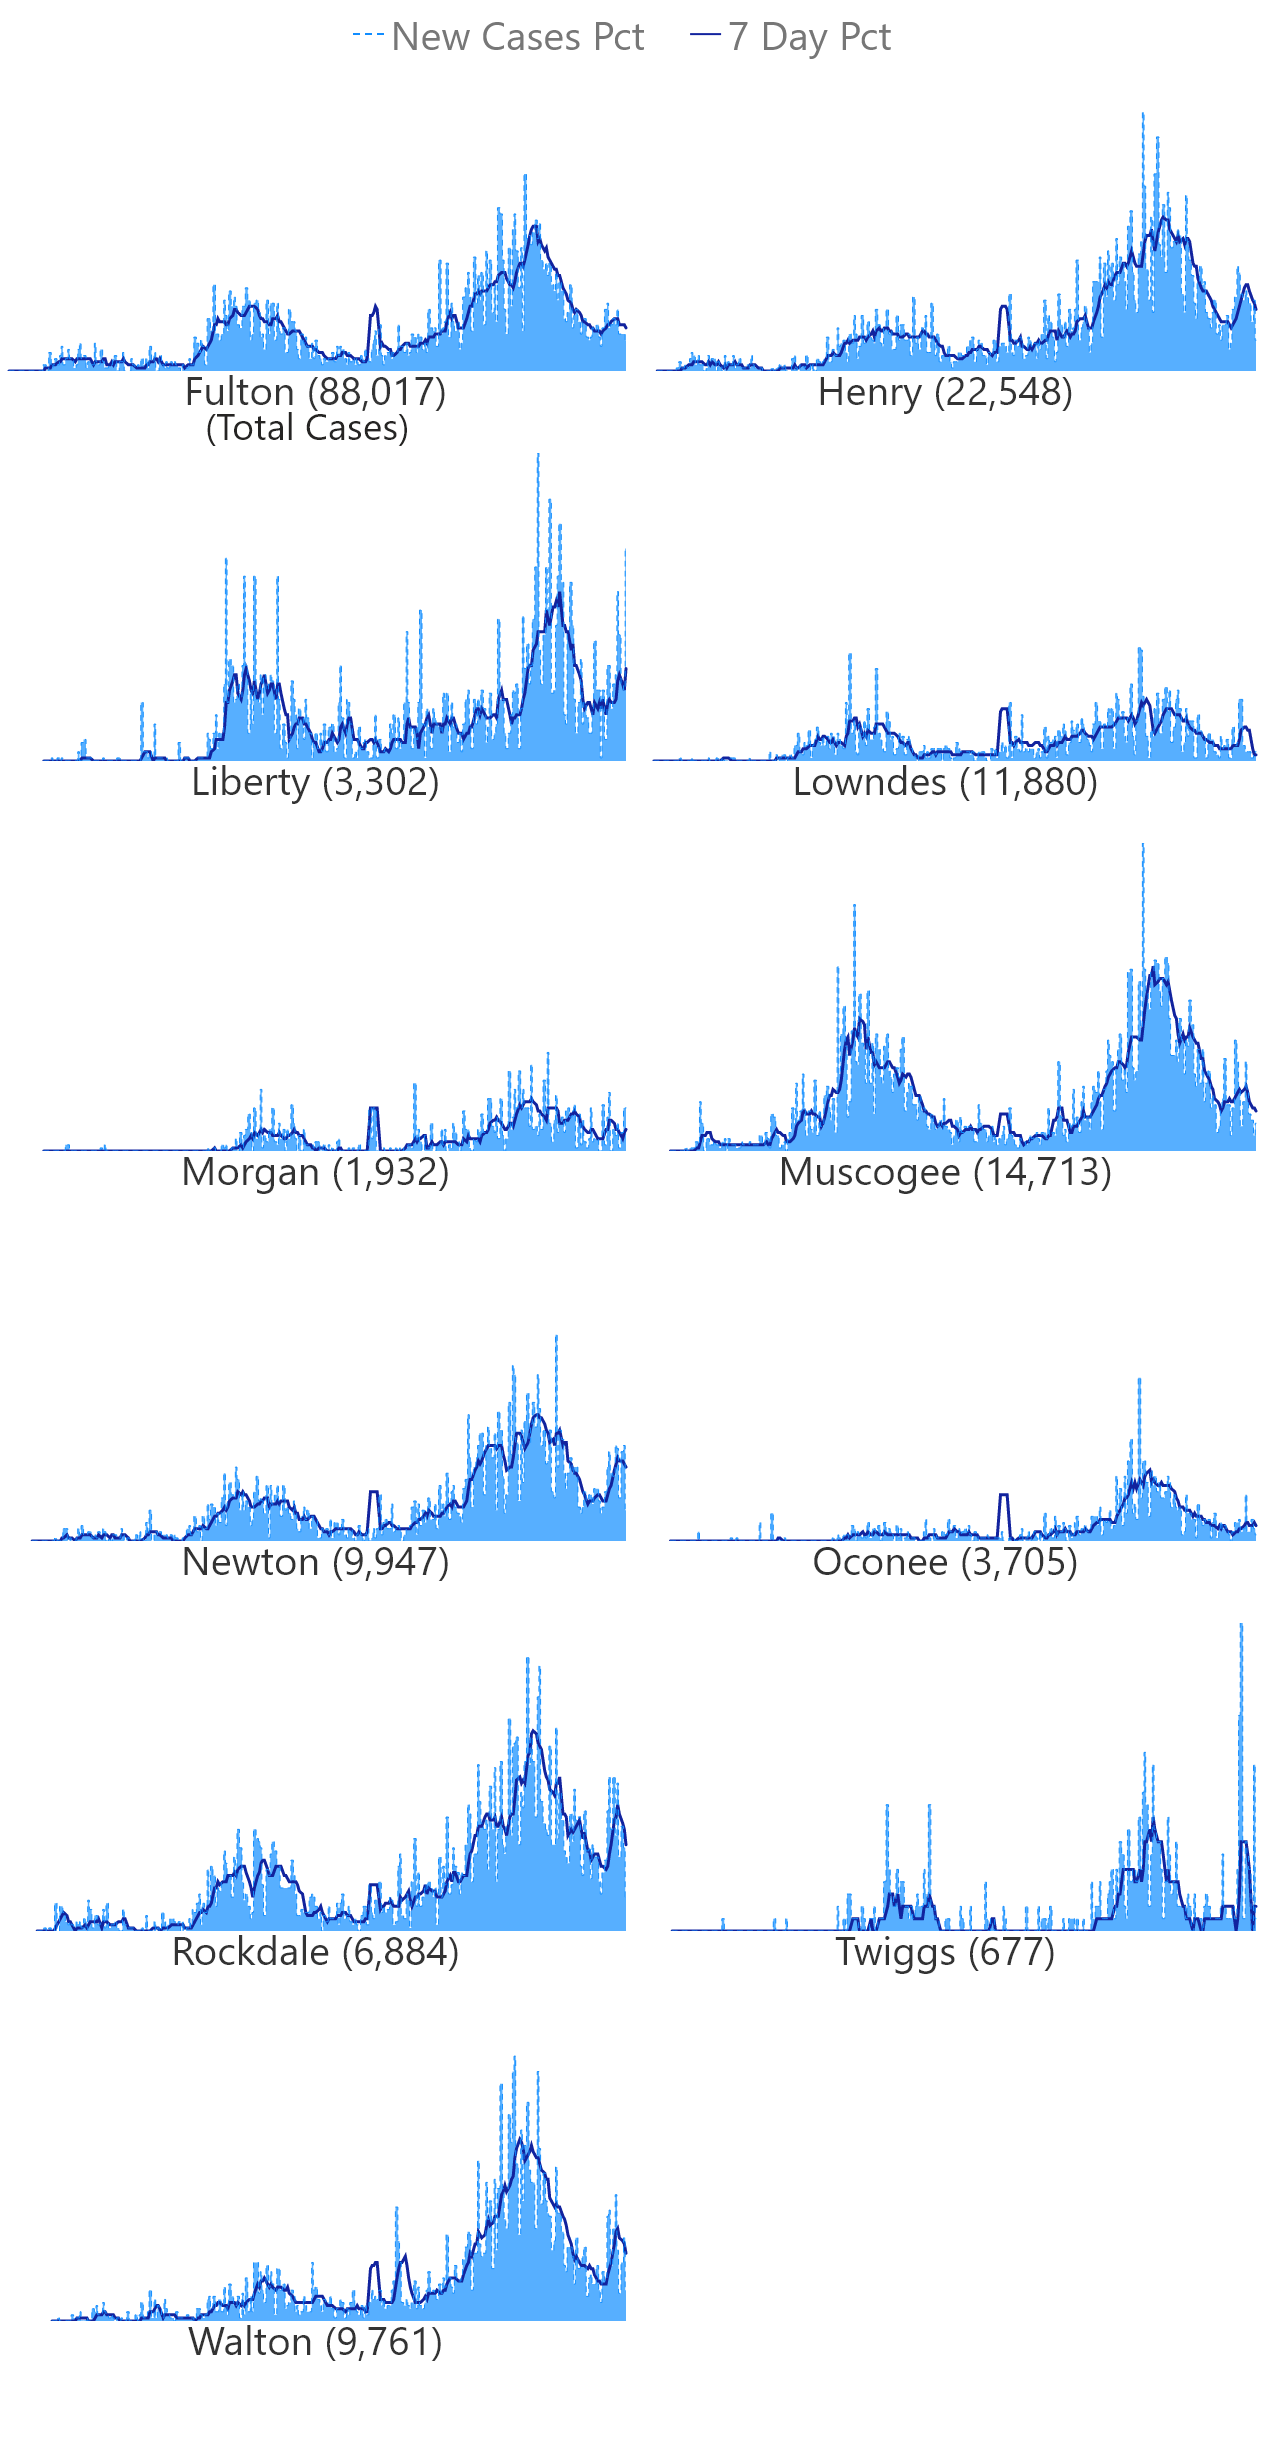 New Cases Pct 7 Day Pct
Fulton (88,017) Henry (22,548)
(Total Cases)
Liberty (3,302) Lowndes (11,880)
Morgan (1,932) Muscogee (14,713)
Newton (9,947) Oconee (3,705)
Rockdale (6,884) Twiggs (677)
Walton (9,761)